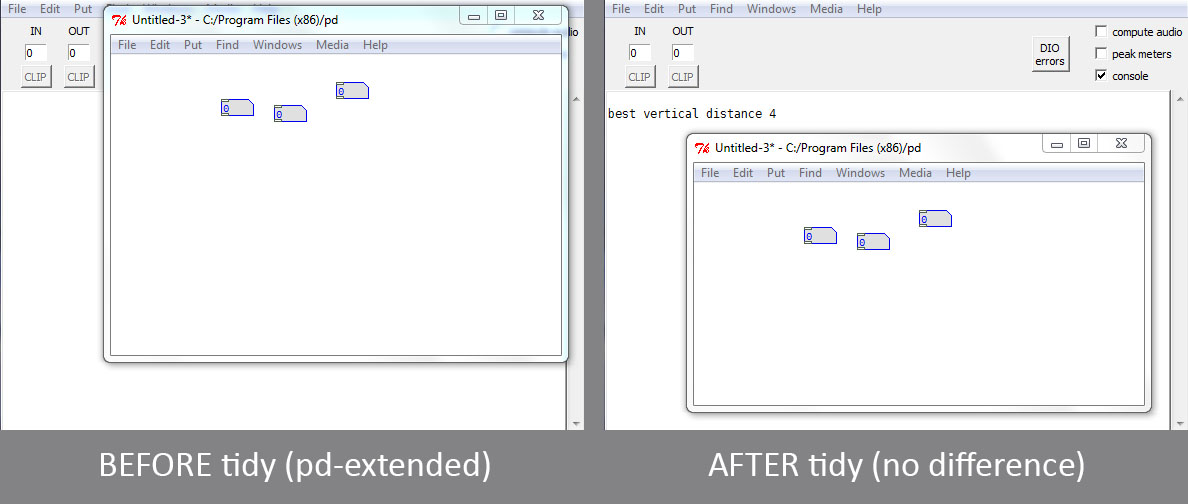 File Edit Put
IN OUT
0 0
CLIP CLIP
Untitled-3* - C:/Program Files (x86)/pd
File Edit Put Find Windows Media Help
0
0
0
BEFORE tidy (pd-extended)
File Edit Put Find Windows Media Help
IN OUT
0 0
CLIP CLIP
DIO
errors
compute audio
peak meters
console
best vertical distance 4
Untitled-3* - C:/Program Files (x86)/pd
File Edit Put Find Windows Media Help
0
0
0
AFTER tidy (no difference)